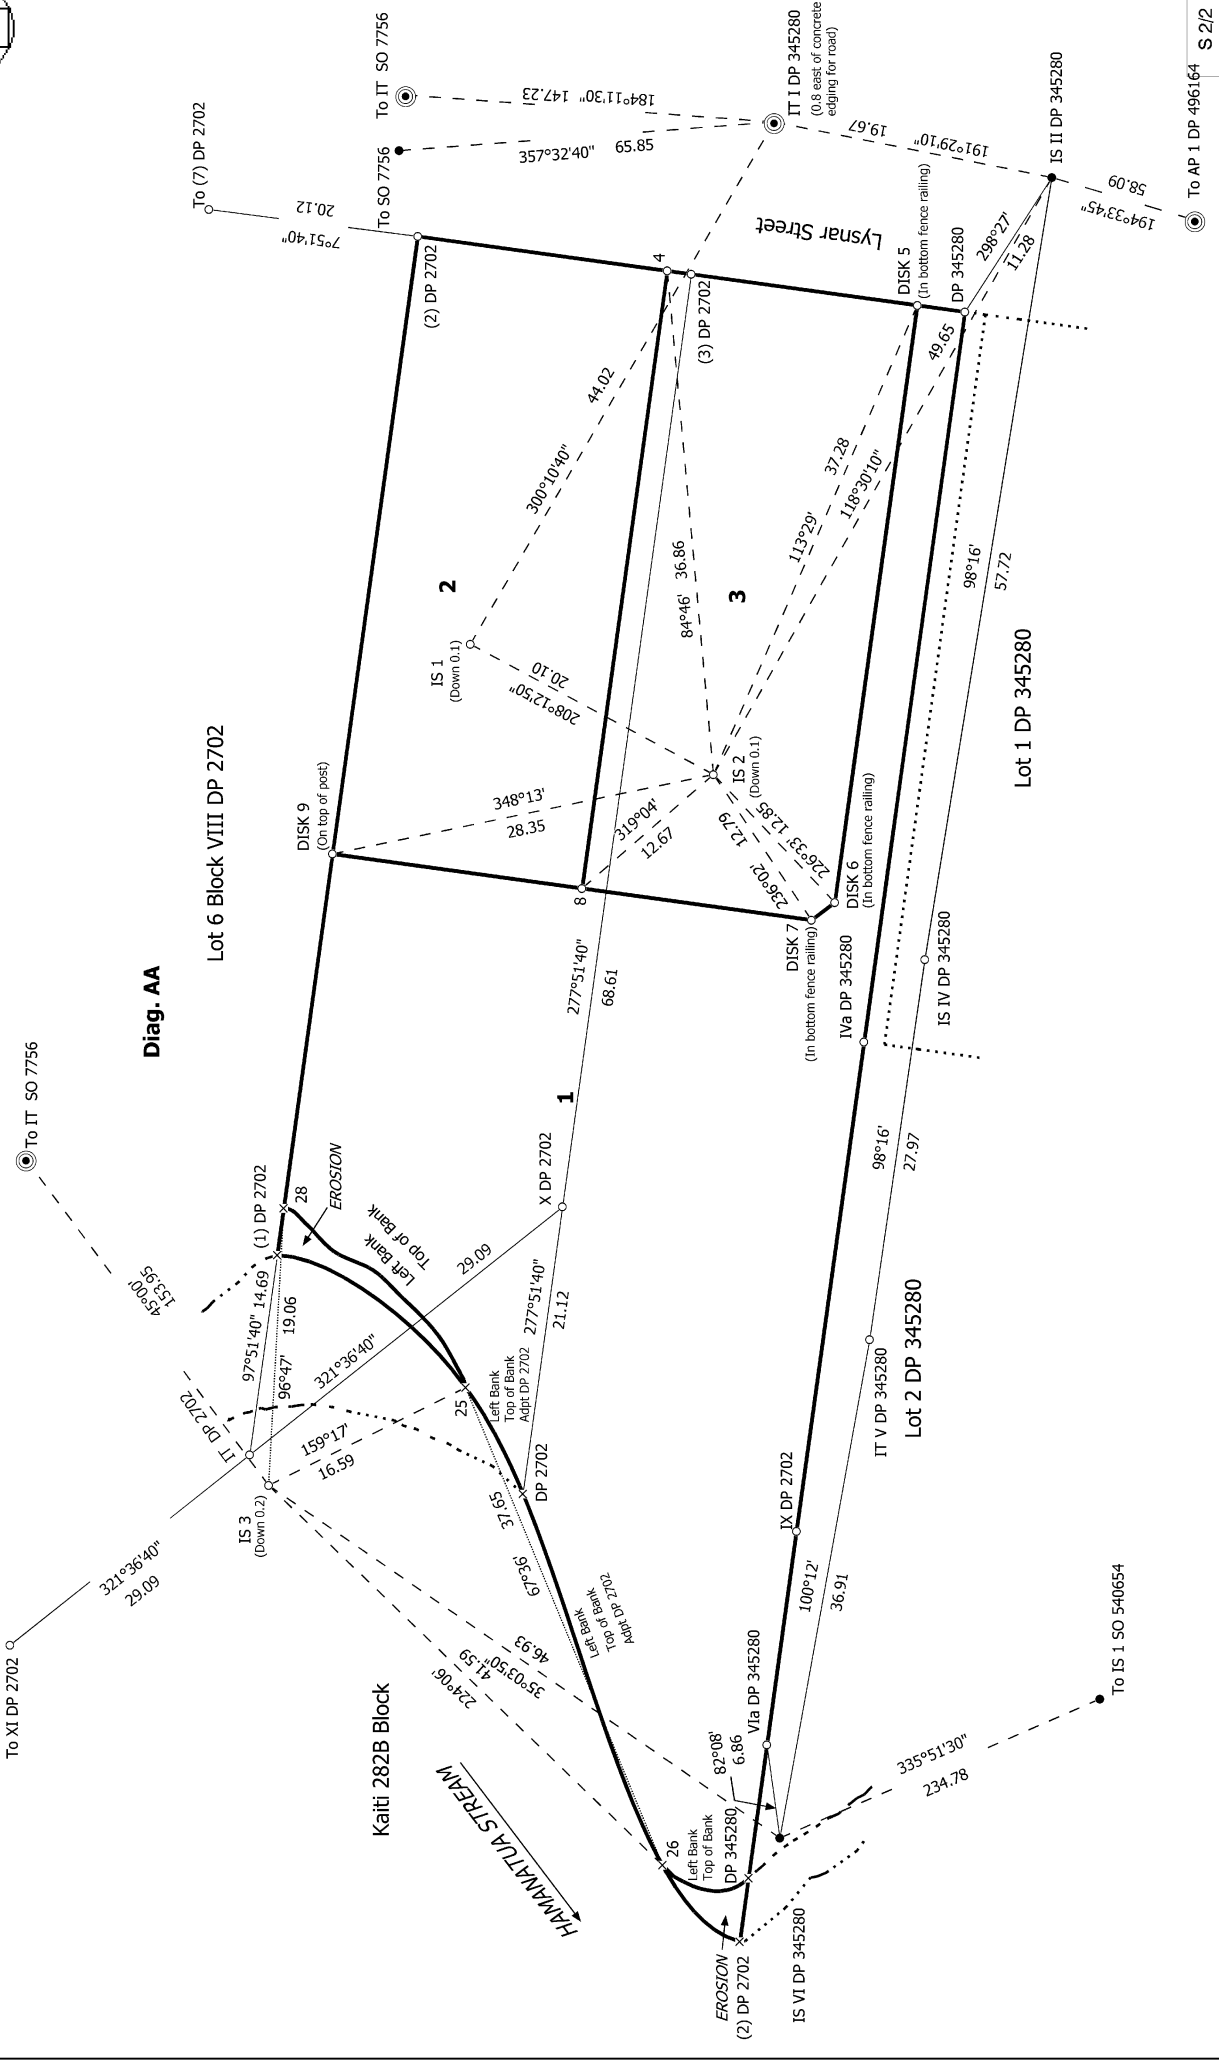 Diag. AA
Lot 6 Block VIII DP 2702
Lot 1 DP 345280
Lot 2 DP 345280
Kaiti 282B Block
HAMANATUA STREAM
Lysnar Street
S 2/2
1
2
3
To (7) DP 2702
20.12
7°51'40"
(2) DP 2702
To SO 7756
357°32'40" 65.85
To IT SO 7756
184°11'30" 147.23
IT I DP 345280
(0.8 east of concrete
edging for road)
19.67
191°29'10"
IS II DP 345280
58.09
194°33'45"
To AP 1 DP 496164
298°27'
11.28
DP 345280
DISK 5
(In bottom fence railing)
4
(3) DP 2702
49.65
118°30'10"
37.28
113°29'
84°46' 36.86
44.02
300°10'40"
IS 1
(Down 0.1)
20.10
208°12'50"
IS 2
(Down 0.1)
348°13'
28.35
319°04'
12.67
12.79
236°02'
226°33' 12.85
DISK 9
(On top of post)
8
DISK 7
(In bottom fence railing)
DISK 6
(In bottom fence railing)
98°16'
57.72
IVa DP 345280
IS IV DP 345280
277°51'40"
68.61
X DP 2702
277°51'40"
21.12
98°16'
27.97
IT V DP 345280
To IT SO 7756
45°00'
153.95
(1) DP 2702
28
EROSION
Left Bank
Top of Bank
97°51'40" 14.69
96°47' 19.06
29.09
321°36'40"
IT DP 2702
25
Left Bank
Top of Bank
Adpt DP 2702
159°17'
16.59
IS 3
(Down 0.2)
321°36'40"
29.09
To XI DP 2702
DP 2702
37.65
67°36'
Left Bank
Top of Bank
Adpt DP 2702
41.59
224°06'
46.93
35°03'50"
IX DP 2702
100°12'
36.91
VIa DP 345280
82°08'
6.86
26
Left Bank
Top of Bank
DP 345280
335°51'30"
234.78
To IS 1 SO 540654
IS VI DP 345280
EROSION
(2) DP 2702